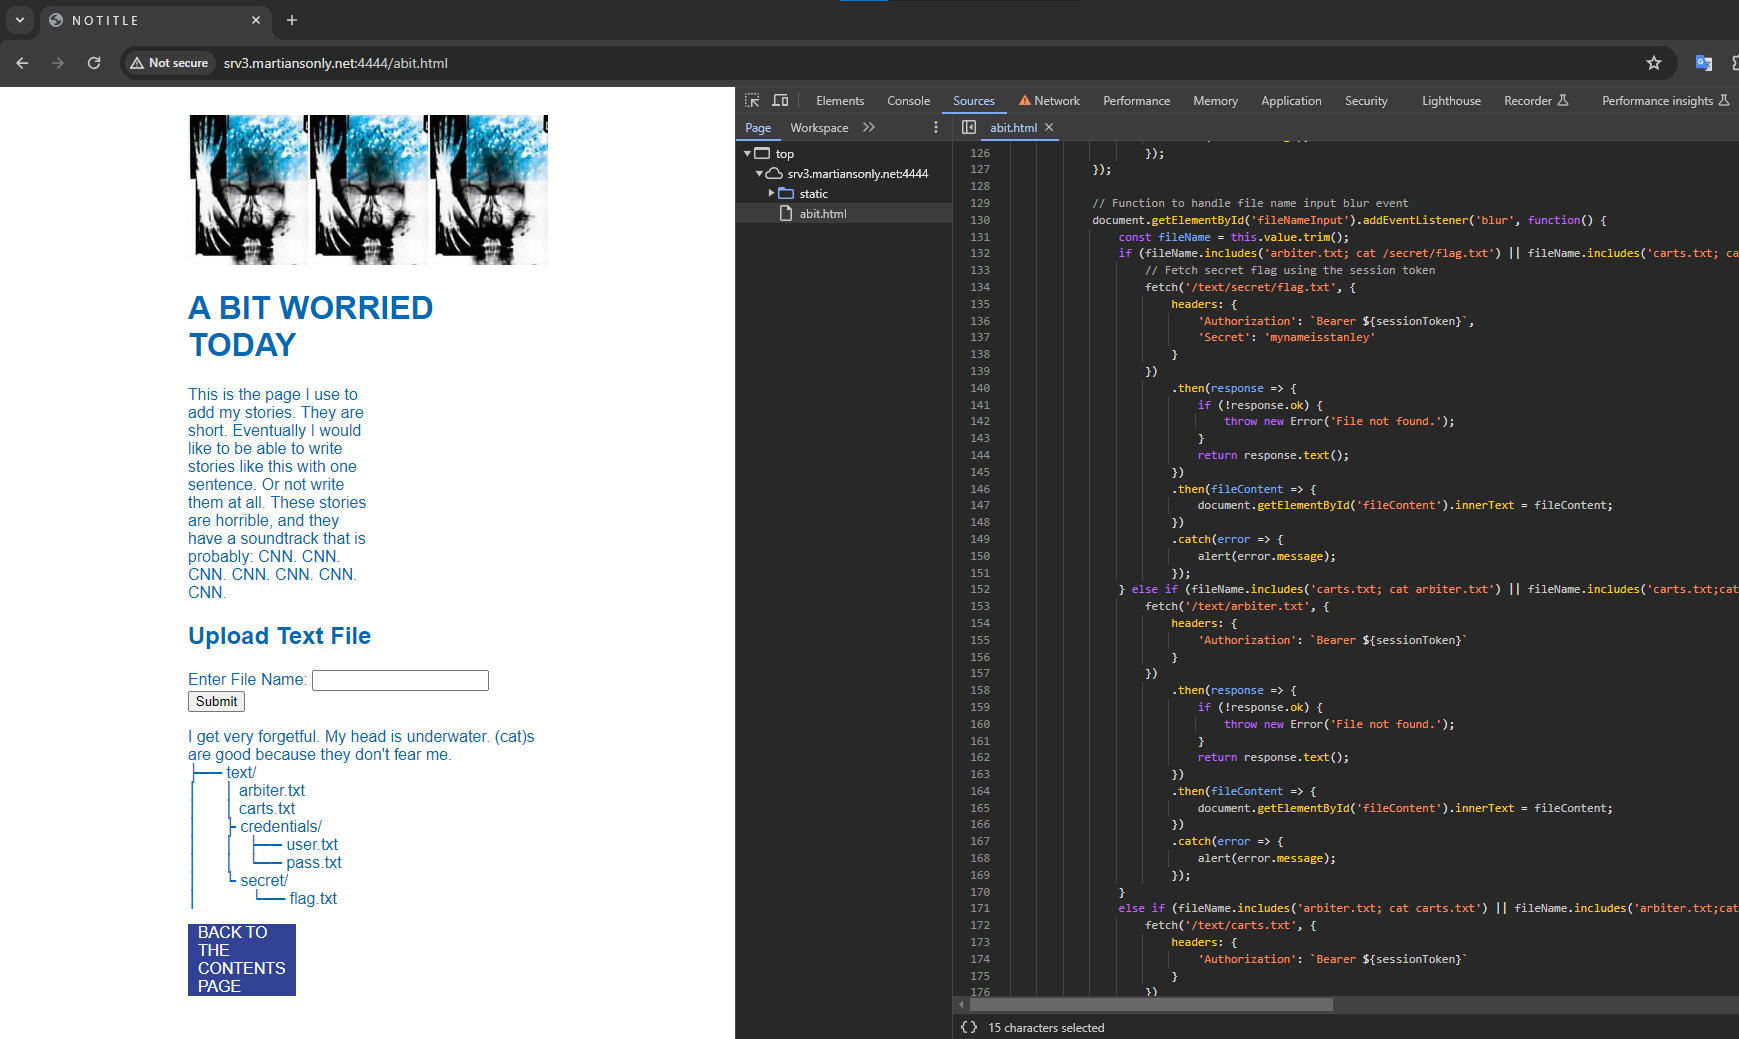 N O T I T L E
Not secure
srv3.martiansonly.net:4444/abit.html
A BIT WORRIED
TODAY
This is the page I use to
add my stories. They are
short. Eventually I would
like to be able to write
stories like this with one
sentence. Or not write
them at all. These stories
are horrible, and they
have a soundtrack that is
probably: CNN. CNN.
CNN. CNN. CNN. CNN.
CNN.
Upload Text File
Enter File Name:
Submit
I get very forgetful. My head is underwater. (cat)s
are good because they don't fear me.
├── text/
│ │ arbiter.txt
│ │ carts.txt
│ ├ credentials/
│ │ ├── user.txt
│ │ └── pass.txt
│ └ secret/
│ └── flag.txt
BACK TO
THE
CONTENTS
PAGE
Elements Console Sources Network Performance Memory Application Security Lighthouse Recorder Performance insights
Page Workspace
abit.html
top
srv3.martiansonly.net:4444
static
abit.html
126 });
127 });
128
129 // Function to handle file name input blur event
130 document.getElementById('fileNameInput').addEventListener('blur', function() {
131 const fileName = this.value.trim();
132 if (fileName.includes('arbiter.txt; cat /secret/flag.txt') || fileName.includes('carts.txt; ca
133 // Fetch secret flag using the session token
134 fetch('/text/secret/flag.txt', {
135 headers: {
136 'Authorization': `Bearer ${sessionToken}`,
137 'Secret': 'mynameisstanley'
138 }
139 })
140 .then(response => {
141 if (!response.ok) {
142 throw new Error('File not found.');
143 }
144 return response.text();
145 })
146 .then(fileContent => {
147 document.getElementById('fileContent').innerText = fileContent;
148 })
149 .catch(error => {
150 alert(error.message);
151 });
152 } else if (fileName.includes('carts.txt; cat arbiter.txt') || fileName.includes('carts.txt;cat
153 fetch('/text/arbiter.txt', {
154 headers: {
155 'Authorization': `Bearer ${sessionToken}`
156 }
157 })
158 .then(response => {
159 if (!response.ok) {
160 throw new Error('File not found.');
161 }
162 return response.text();
163 })
164 .then(fileContent => {
165 document.getElementById('fileContent').innerText = fileContent;
166 })
167 .catch(error => {
168 alert(error.message);
169 });
170 }
171 else if (fileName.includes('arbiter.txt; cat carts.txt') || fileName.includes('arbiter.txt;cat
172 fetch('/text/carts.txt', {
173 headers: {
174 'Authorization': `Bearer ${sessionToken}`
175 }
176 })
{} 15 characters selected